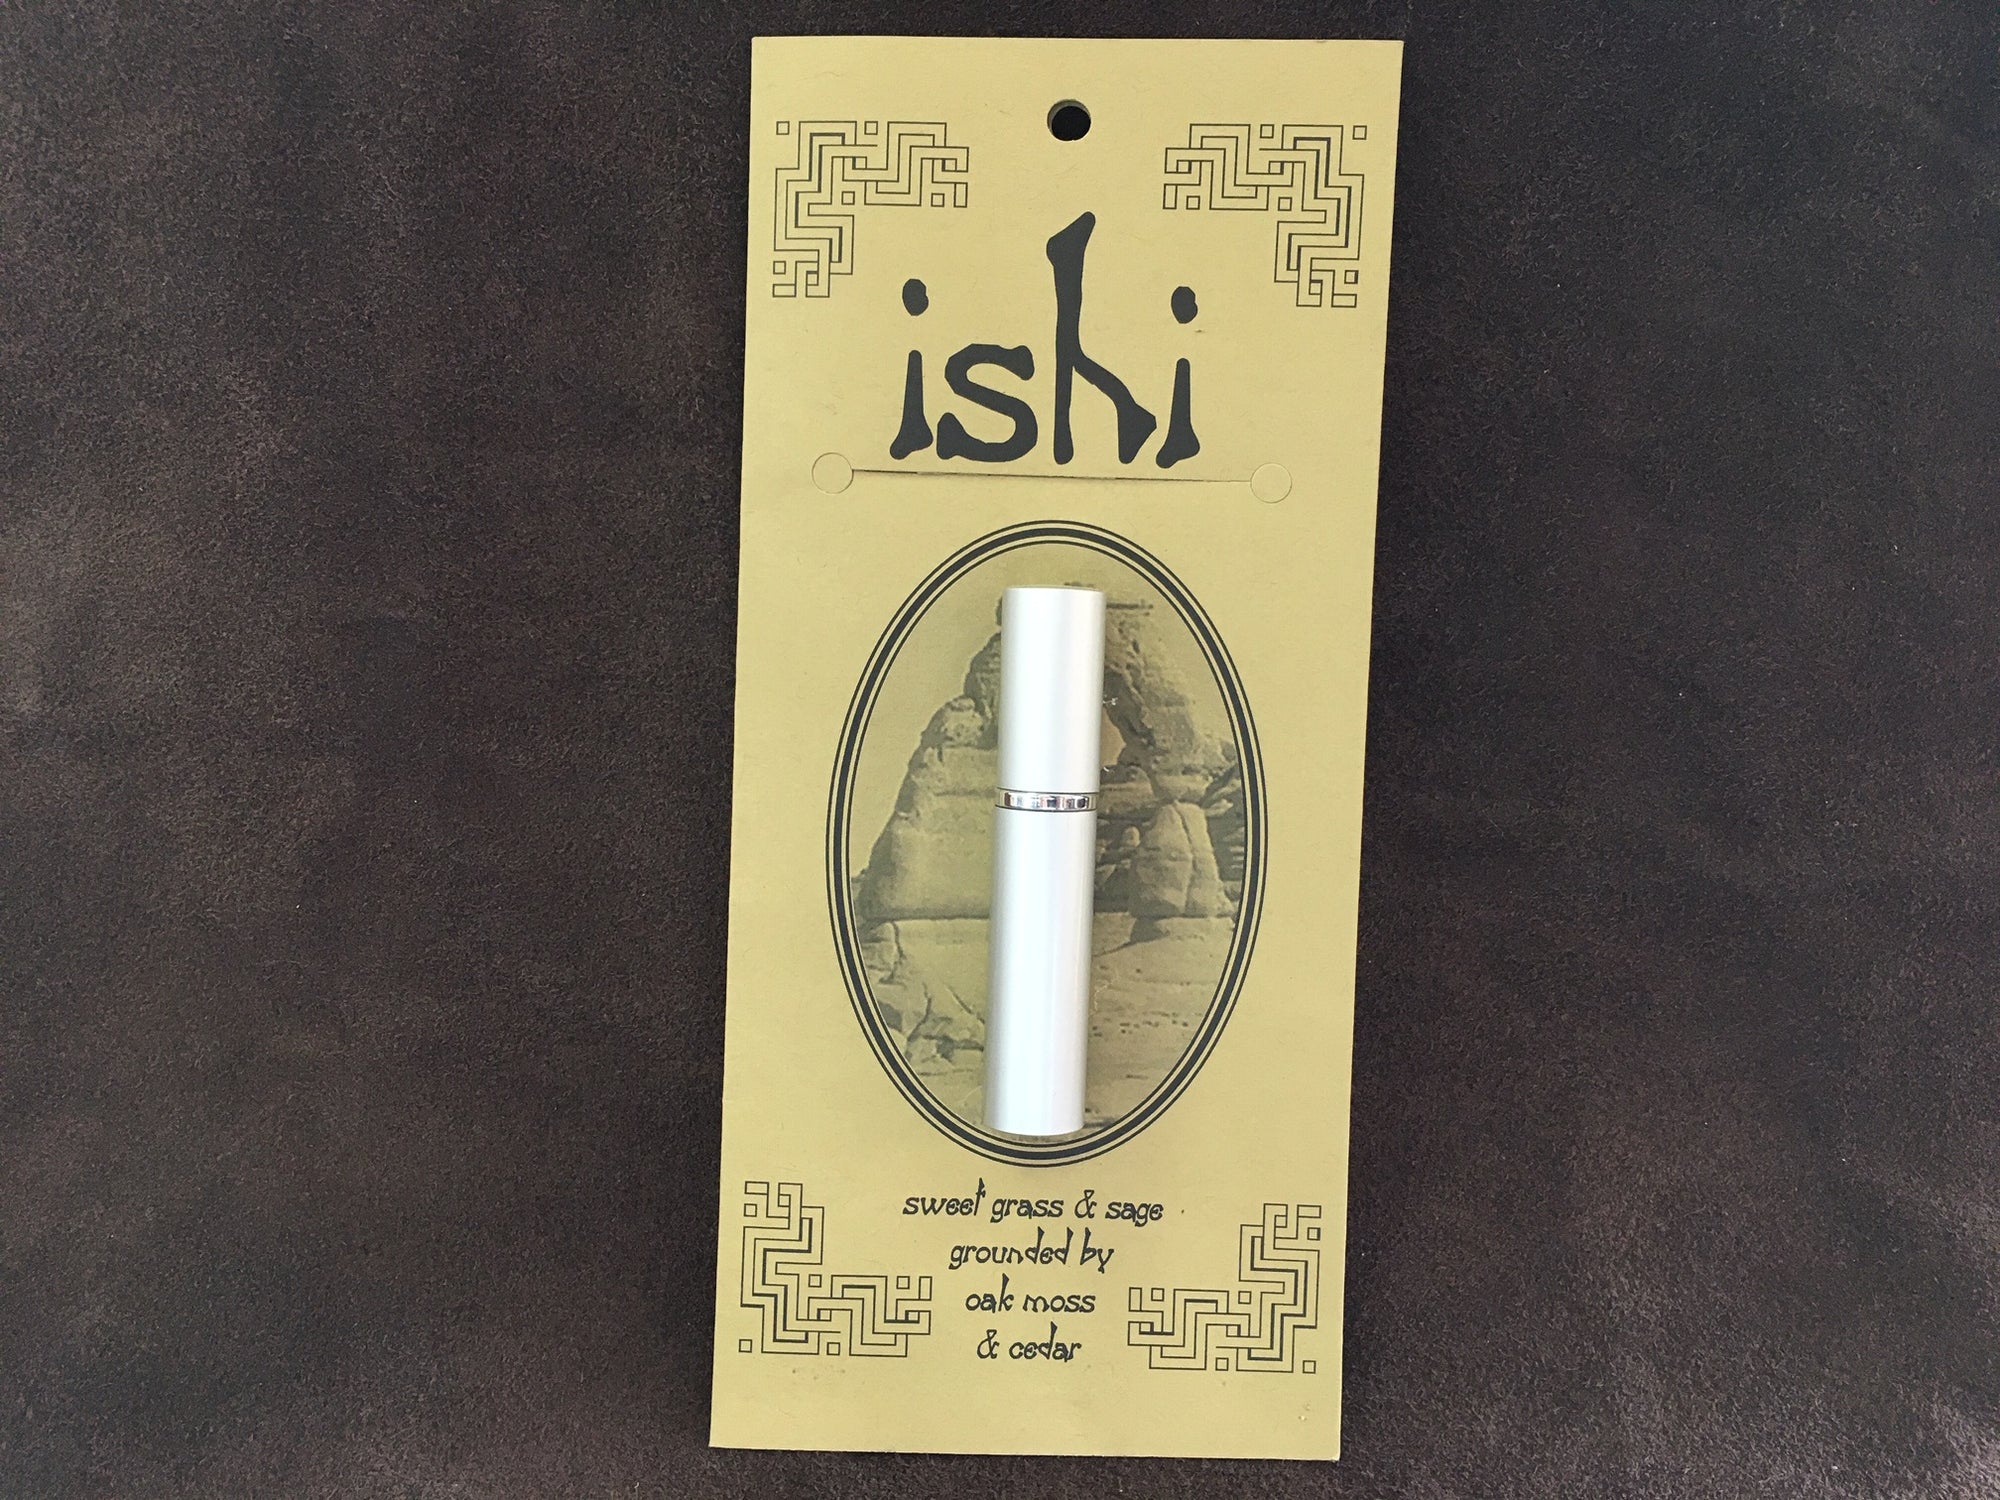 ishi
sweet grass & sage
grounded by
oak moss
& cedar